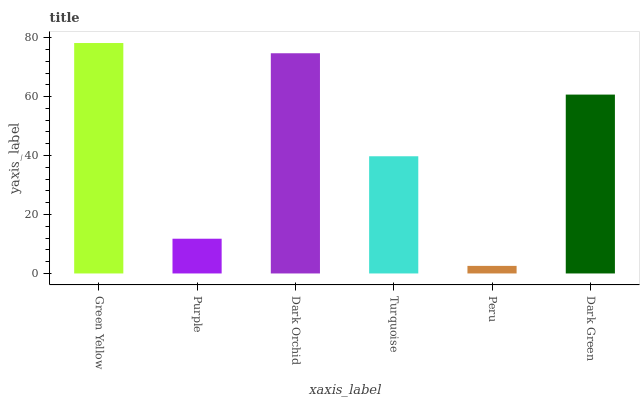 title
80
60
40
20
0
yaxis_label
Green Yellow
Purple
Dark Orchid
Turquoise
Peru
Dark Green
xaxis_label